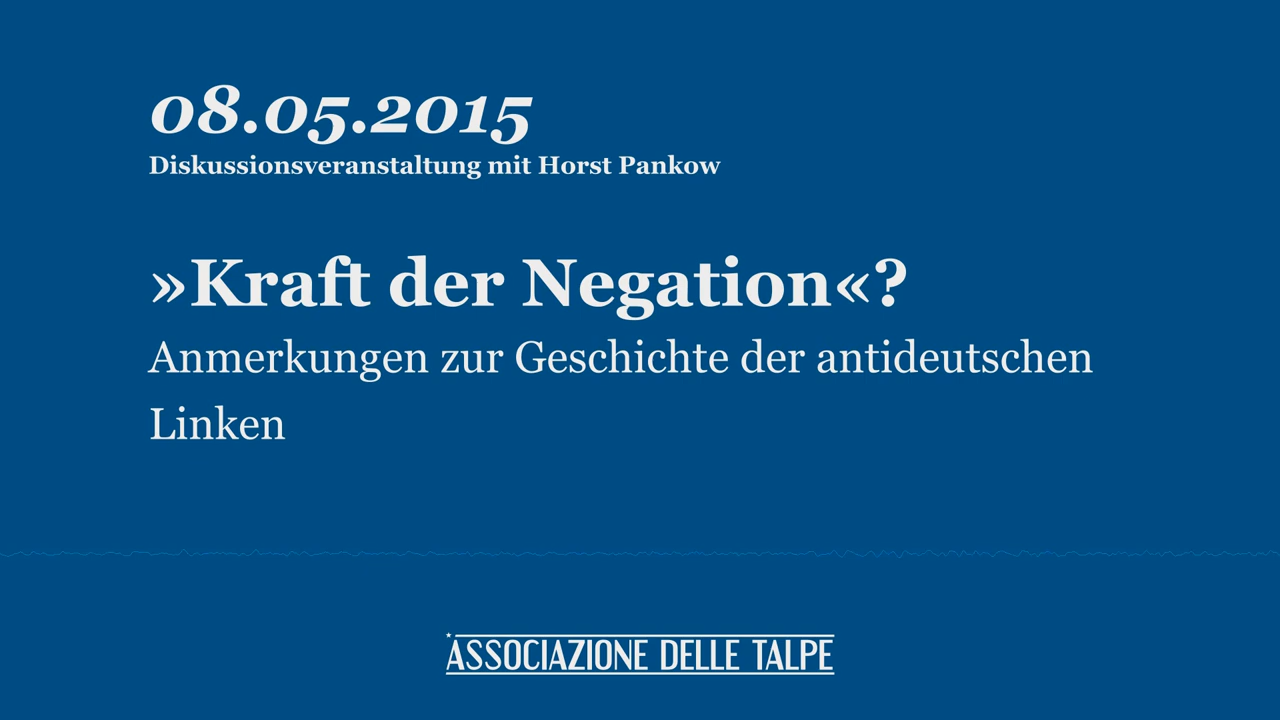 08.05.2015
Diskussionsveranstaltung mit Horst Pankow
»Kraft der Negation«?
Anmerkungen zur Geschichte der antideutschen
Linken
ASSOCIAZIONE DELLE TALPE